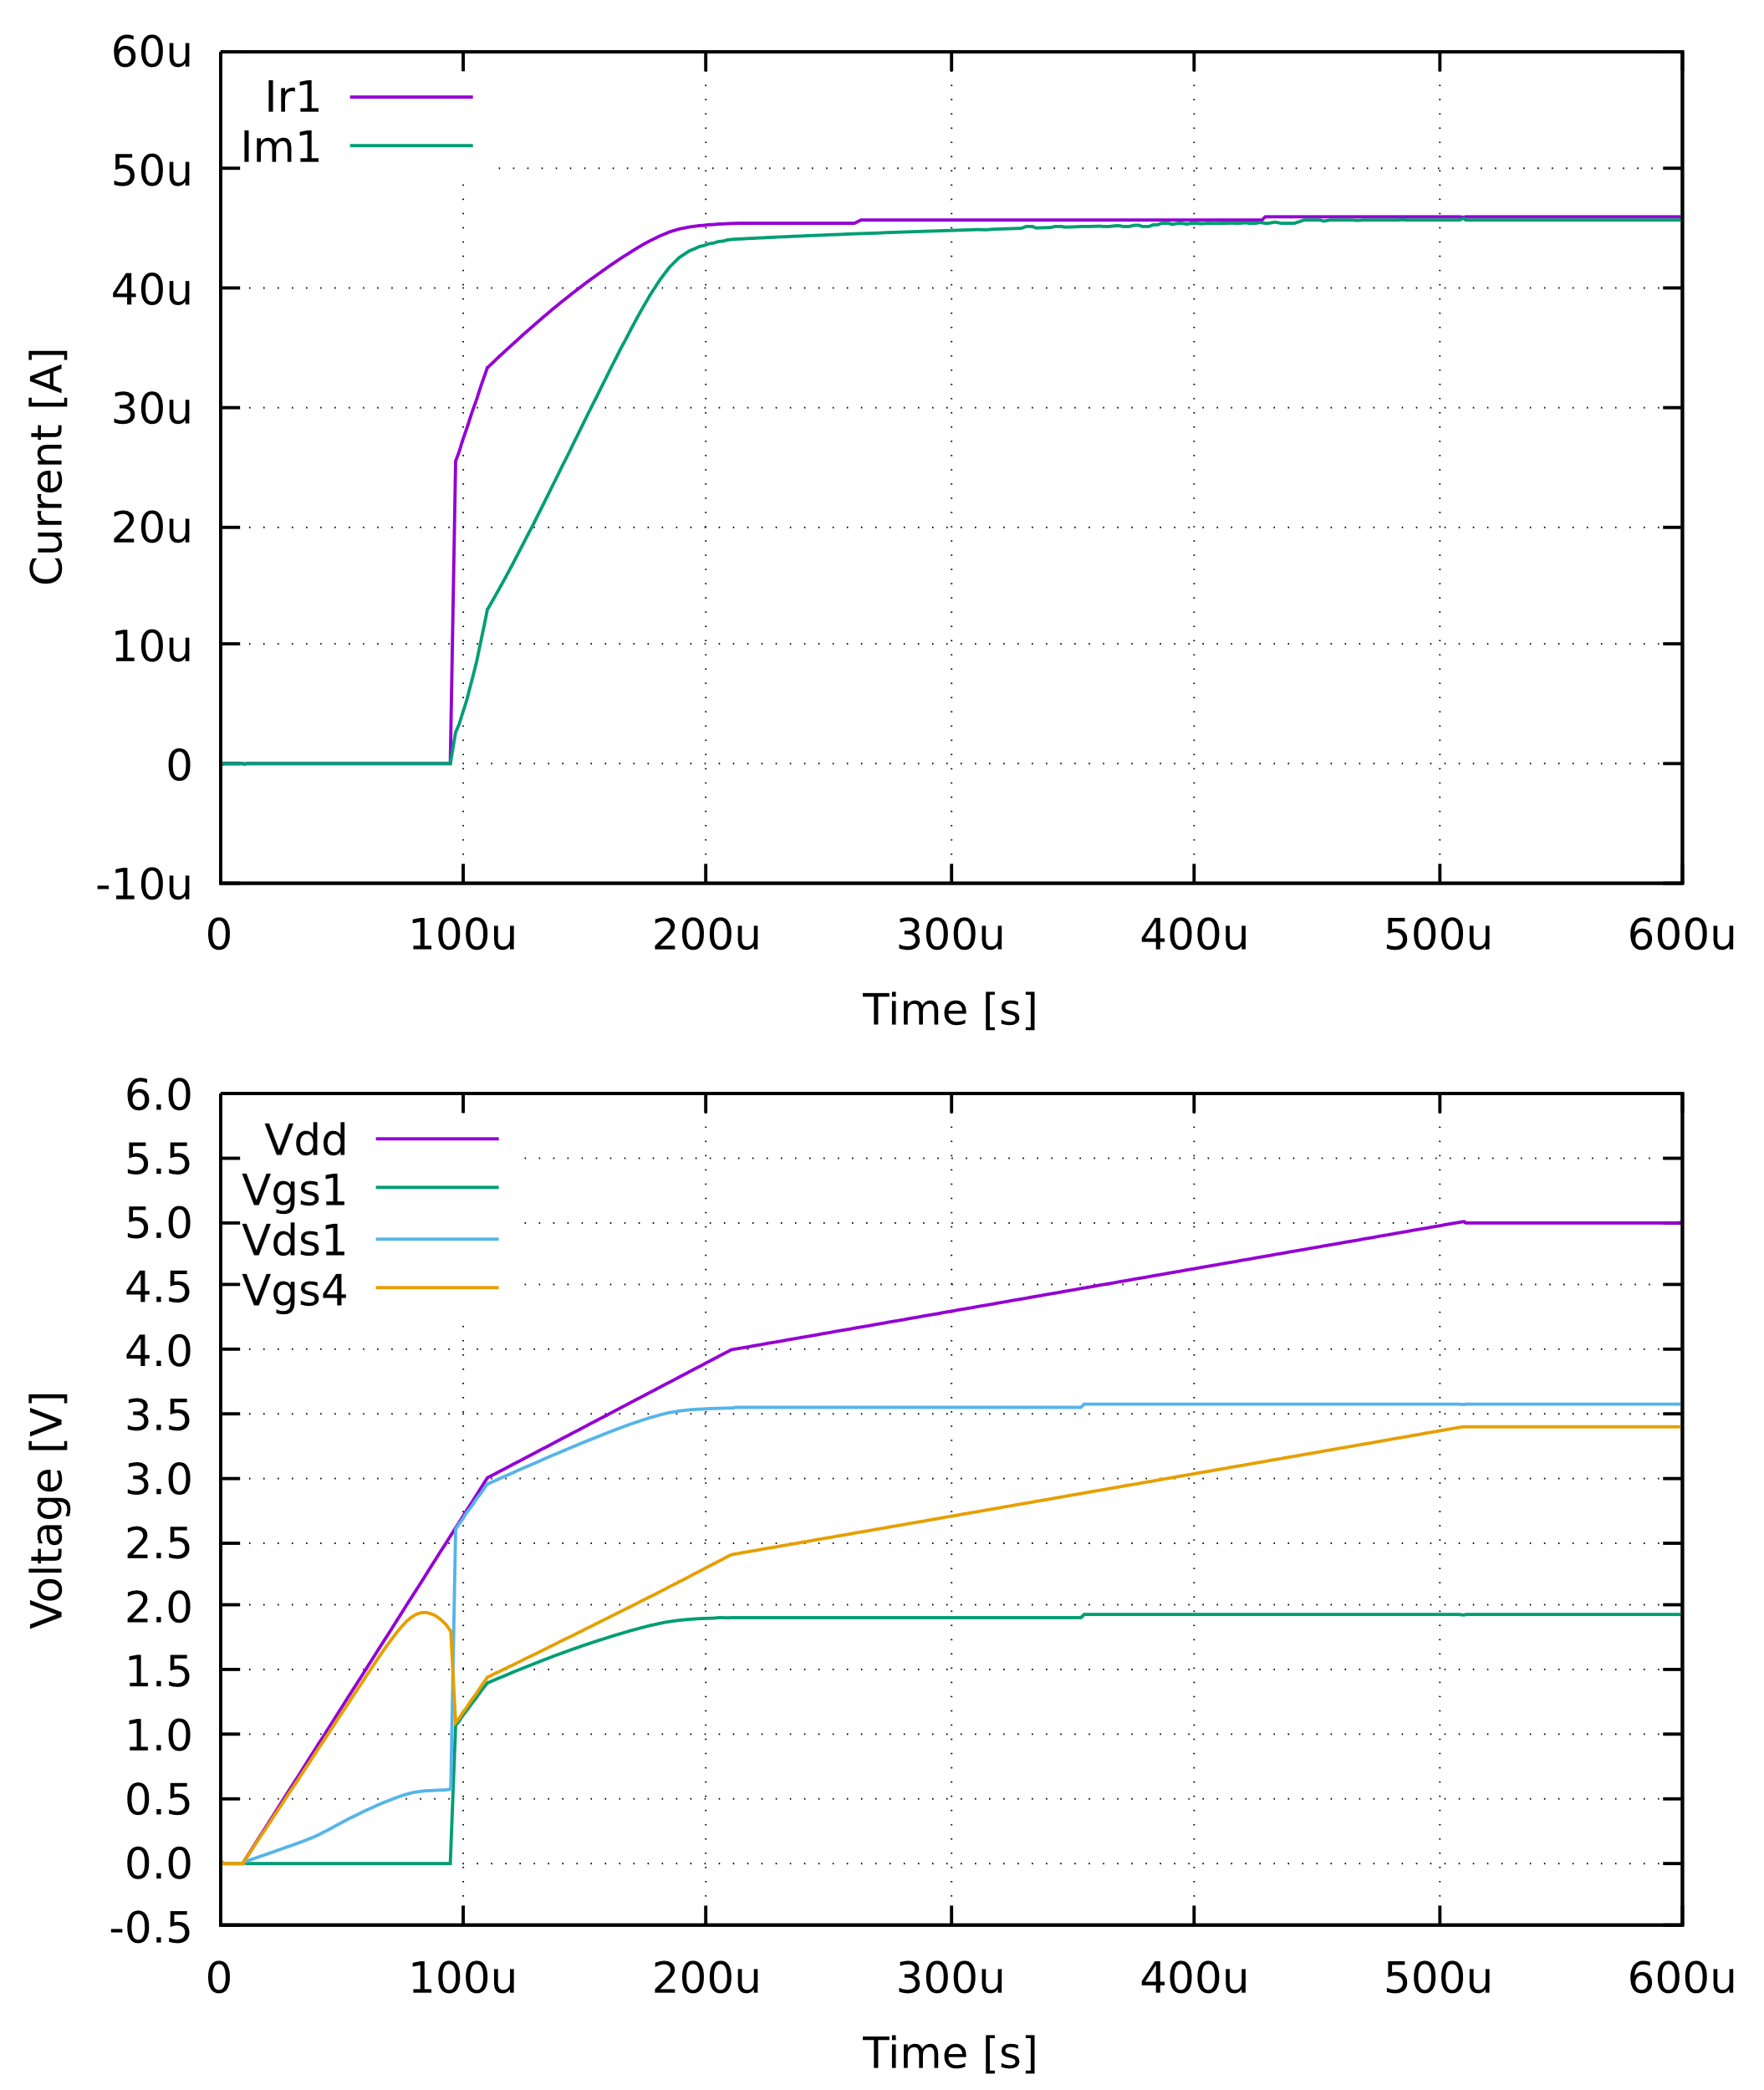 60u
50u
40u
30u
20u
10u
0
-10u
Current [A]
Ir1
Im1
0 100u 200u 300u 400u 500u 600u
Time [s]
6.0
5.5
5.0
4.5
4.0
3.5
3.0
2.5
2.0
1.5
1.0
0.5
0.0
-0.5
Voltage [V]
Vdd
Vgs1
Vds1
Vgs4
0 100u 200u 300u 400u 500u 600u
Time [s]